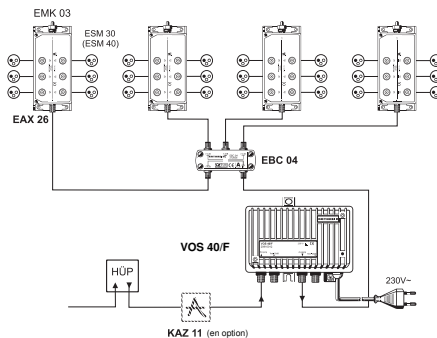 EMK 03
ESM 30
(ESM 40)
EAX 26
EBC 04
VOS 40/F
HÜP
230V~
KAZ 11 (en option)